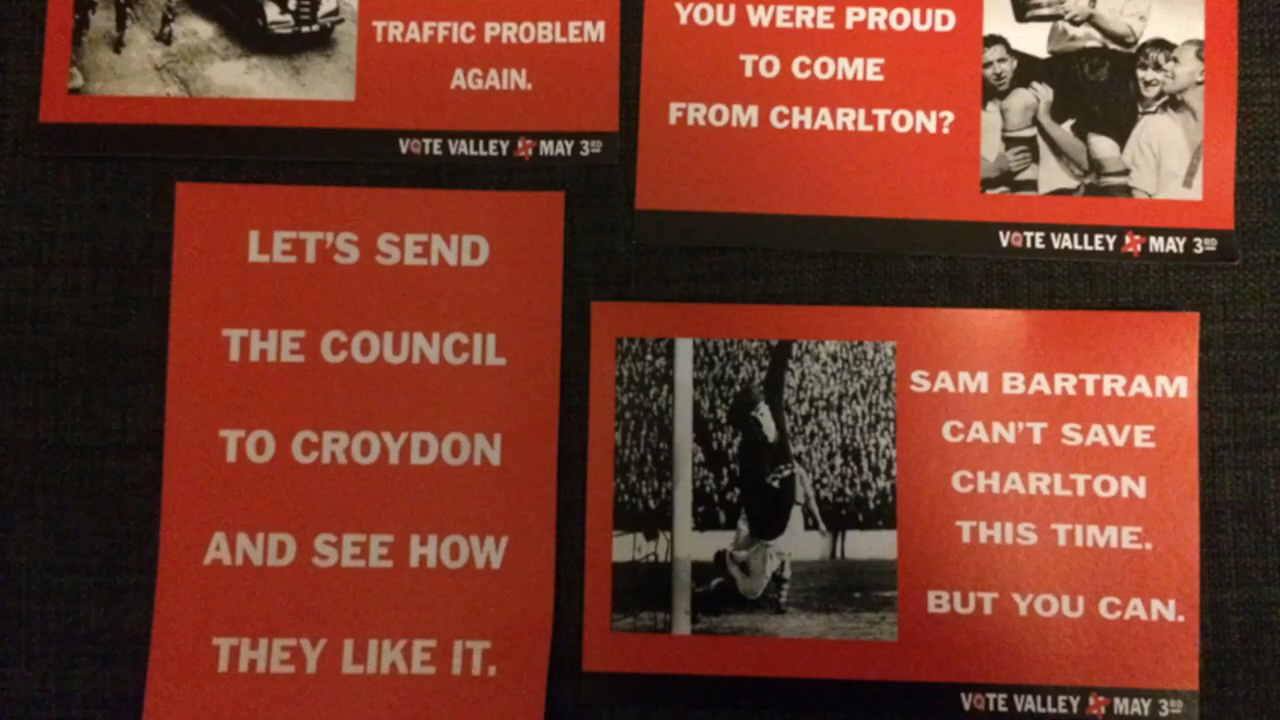 TRAFFIC PROBLEM
AGAIN.
VOTE VALLEY MAY 3RD
YOU WERE PROUD
TO COME
FROM CHARLTON?
VOTE VALLEY MAY 3RD
LET'S SEND
THE COUNCIL
TO CROYDON
AND SEE HOW
THEY LIKE IT.
SAM BARTRAM
CAN'T SAVE
CHARLTON
THIS TIME.
BUT YOU CAN.
VOTE VALLEY MAY 3RD